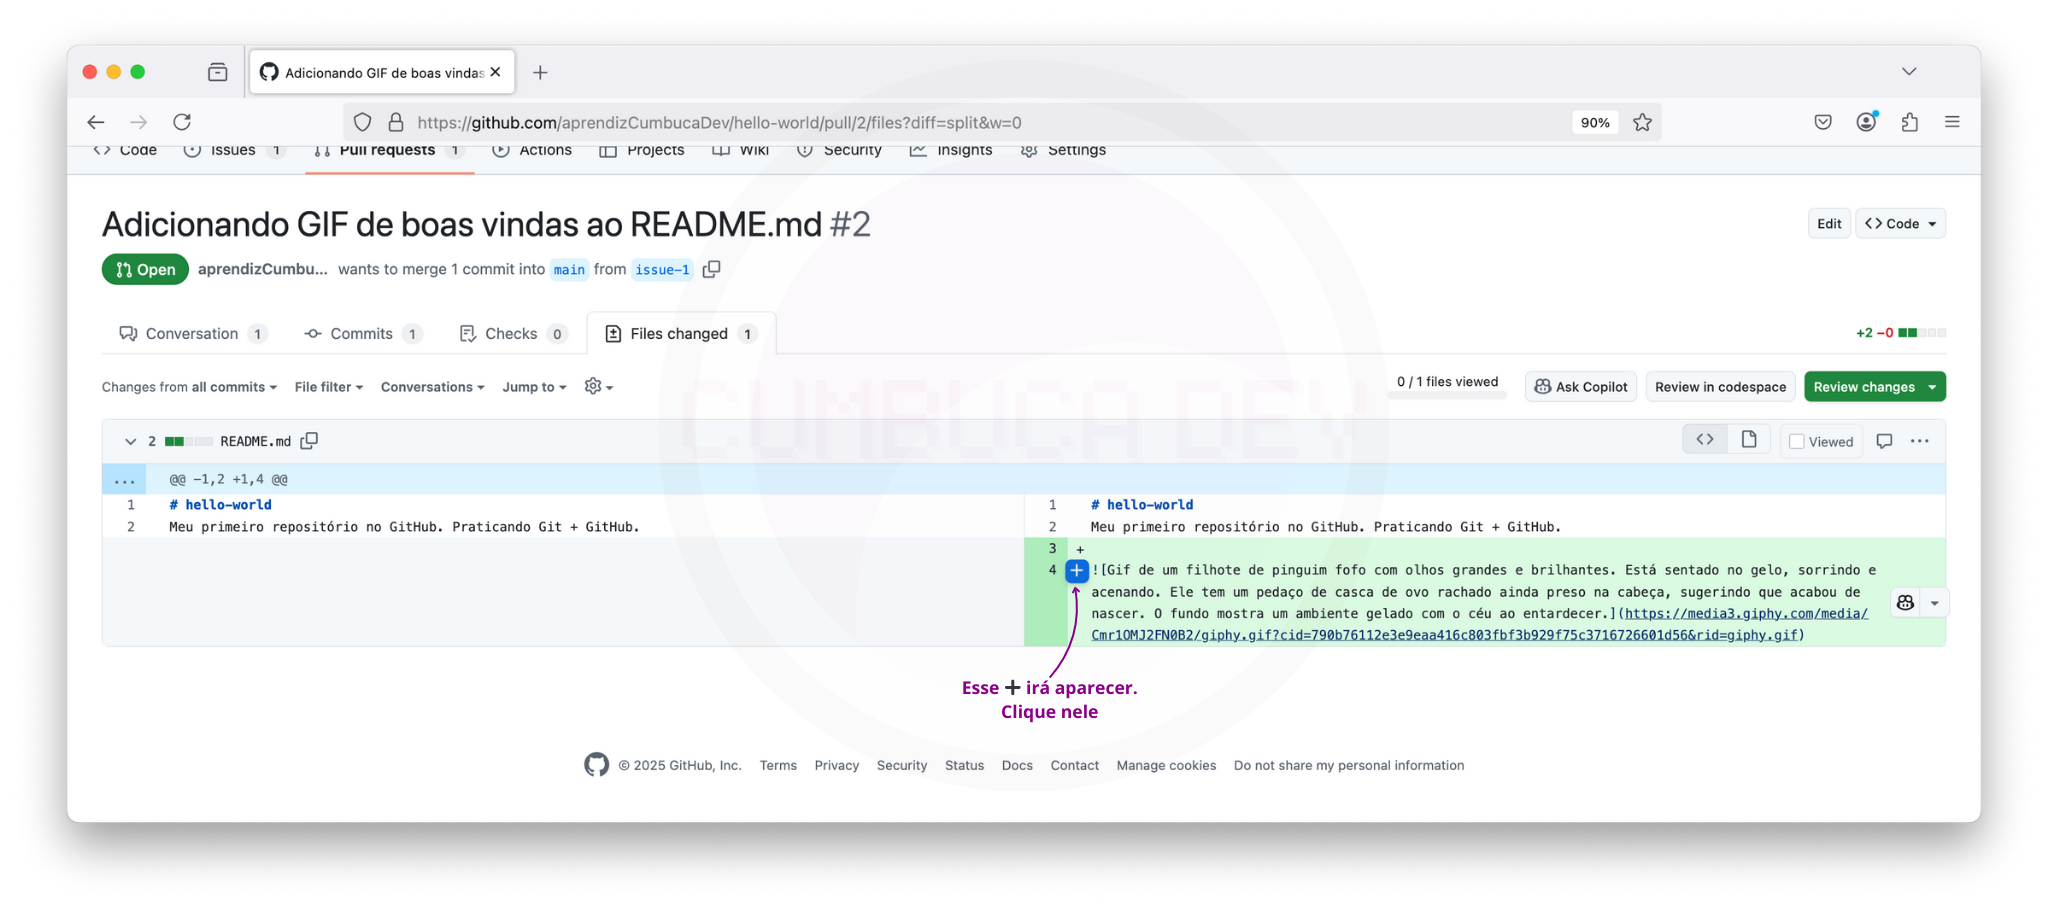 Adicionando GIF de boas vindas
https://github.com/aprendizCumbucaDev/hello-world/pull/2/files?diff=split&w=0
90%
Code
Issues 1
Pull requests 1
Actions
Projects
Wiki
Security
Insights
Settings
Adicionando GIF de boas vindas ao README.md #2
Edit
Code
Open
aprendizCumbu... wants to merge 1 commit into main from issue-1
Conversation 1
Commits 1
Checks 0
Files changed 1
+2 −0
Changes from all commits
File filter
Conversations
Jump to
0 / 1 files viewed
Ask Copilot
Review in codespace
Review changes
CUMBUCA DEV
2 README.md
Viewed
...
@@ -1,2 +1,4 @@
1 # hello-world
2 Meu primeiro repositório no GitHub. Praticando Git + GitHub.
1 # hello-world
2 Meu primeiro repositório no GitHub. Praticando Git + GitHub.
3 +
4 + ![Gif de um filhote de pinguim fofo com olhos grandes e brilhantes. Está sentado no gelo, sorrindo e
acenando. Ele tem um pedaço de casca de ovo rachado ainda preso na cabeça, sugerindo que acabou de
nascer. O fundo mostra um ambiente gelado com o céu ao entardecer.](https://media3.giphy.com/media/
Cmr1OMJ2FN0B2/giphy.gif?cid=790b76112e3e9eaa416c803fbf3b929f75c3716726601d56&rid=giphy.gif)
Esse + irá aparecer.
Clique nele
© 2025 GitHub, Inc.
Terms
Privacy
Security
Status
Docs
Contact
Manage cookies
Do not share my personal information